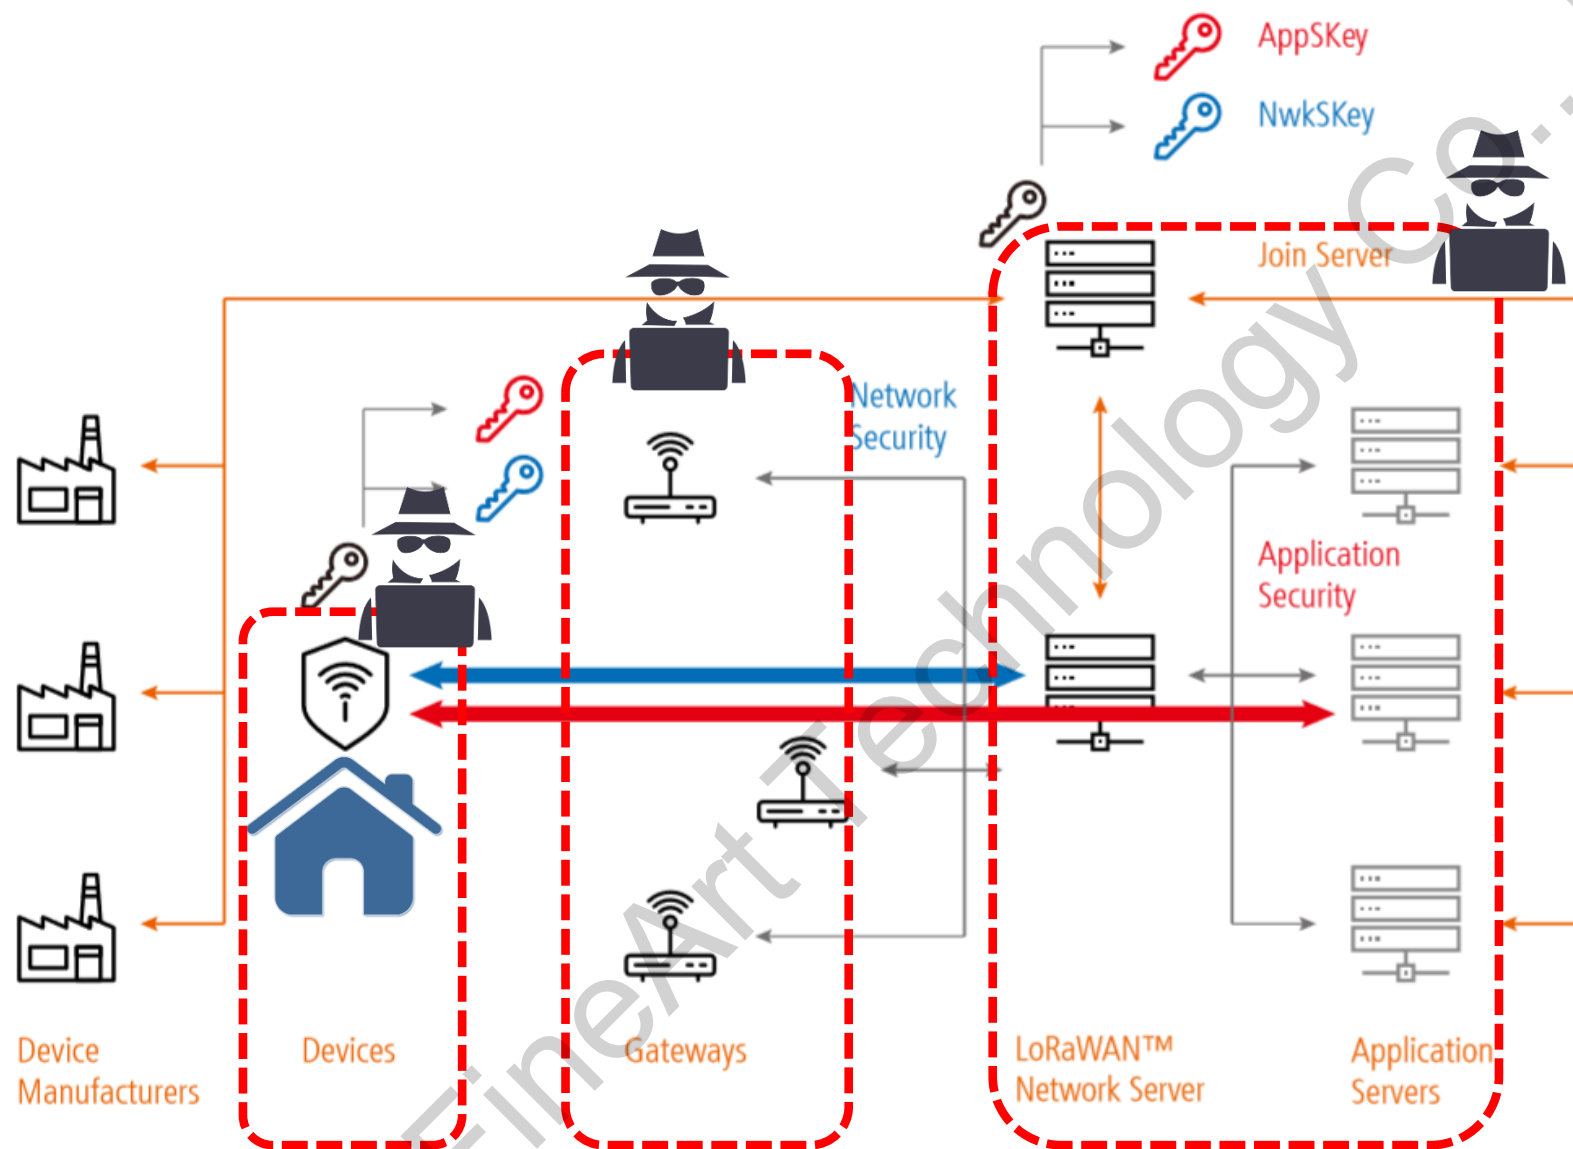 AppSKey
NwkSKey
Join Server
Network
Security
Application
Security
Device
Manufacturers
Devices
Gateways
LoRaWAN™
Network Server
Application
Servers
FineArt Technology Co.,